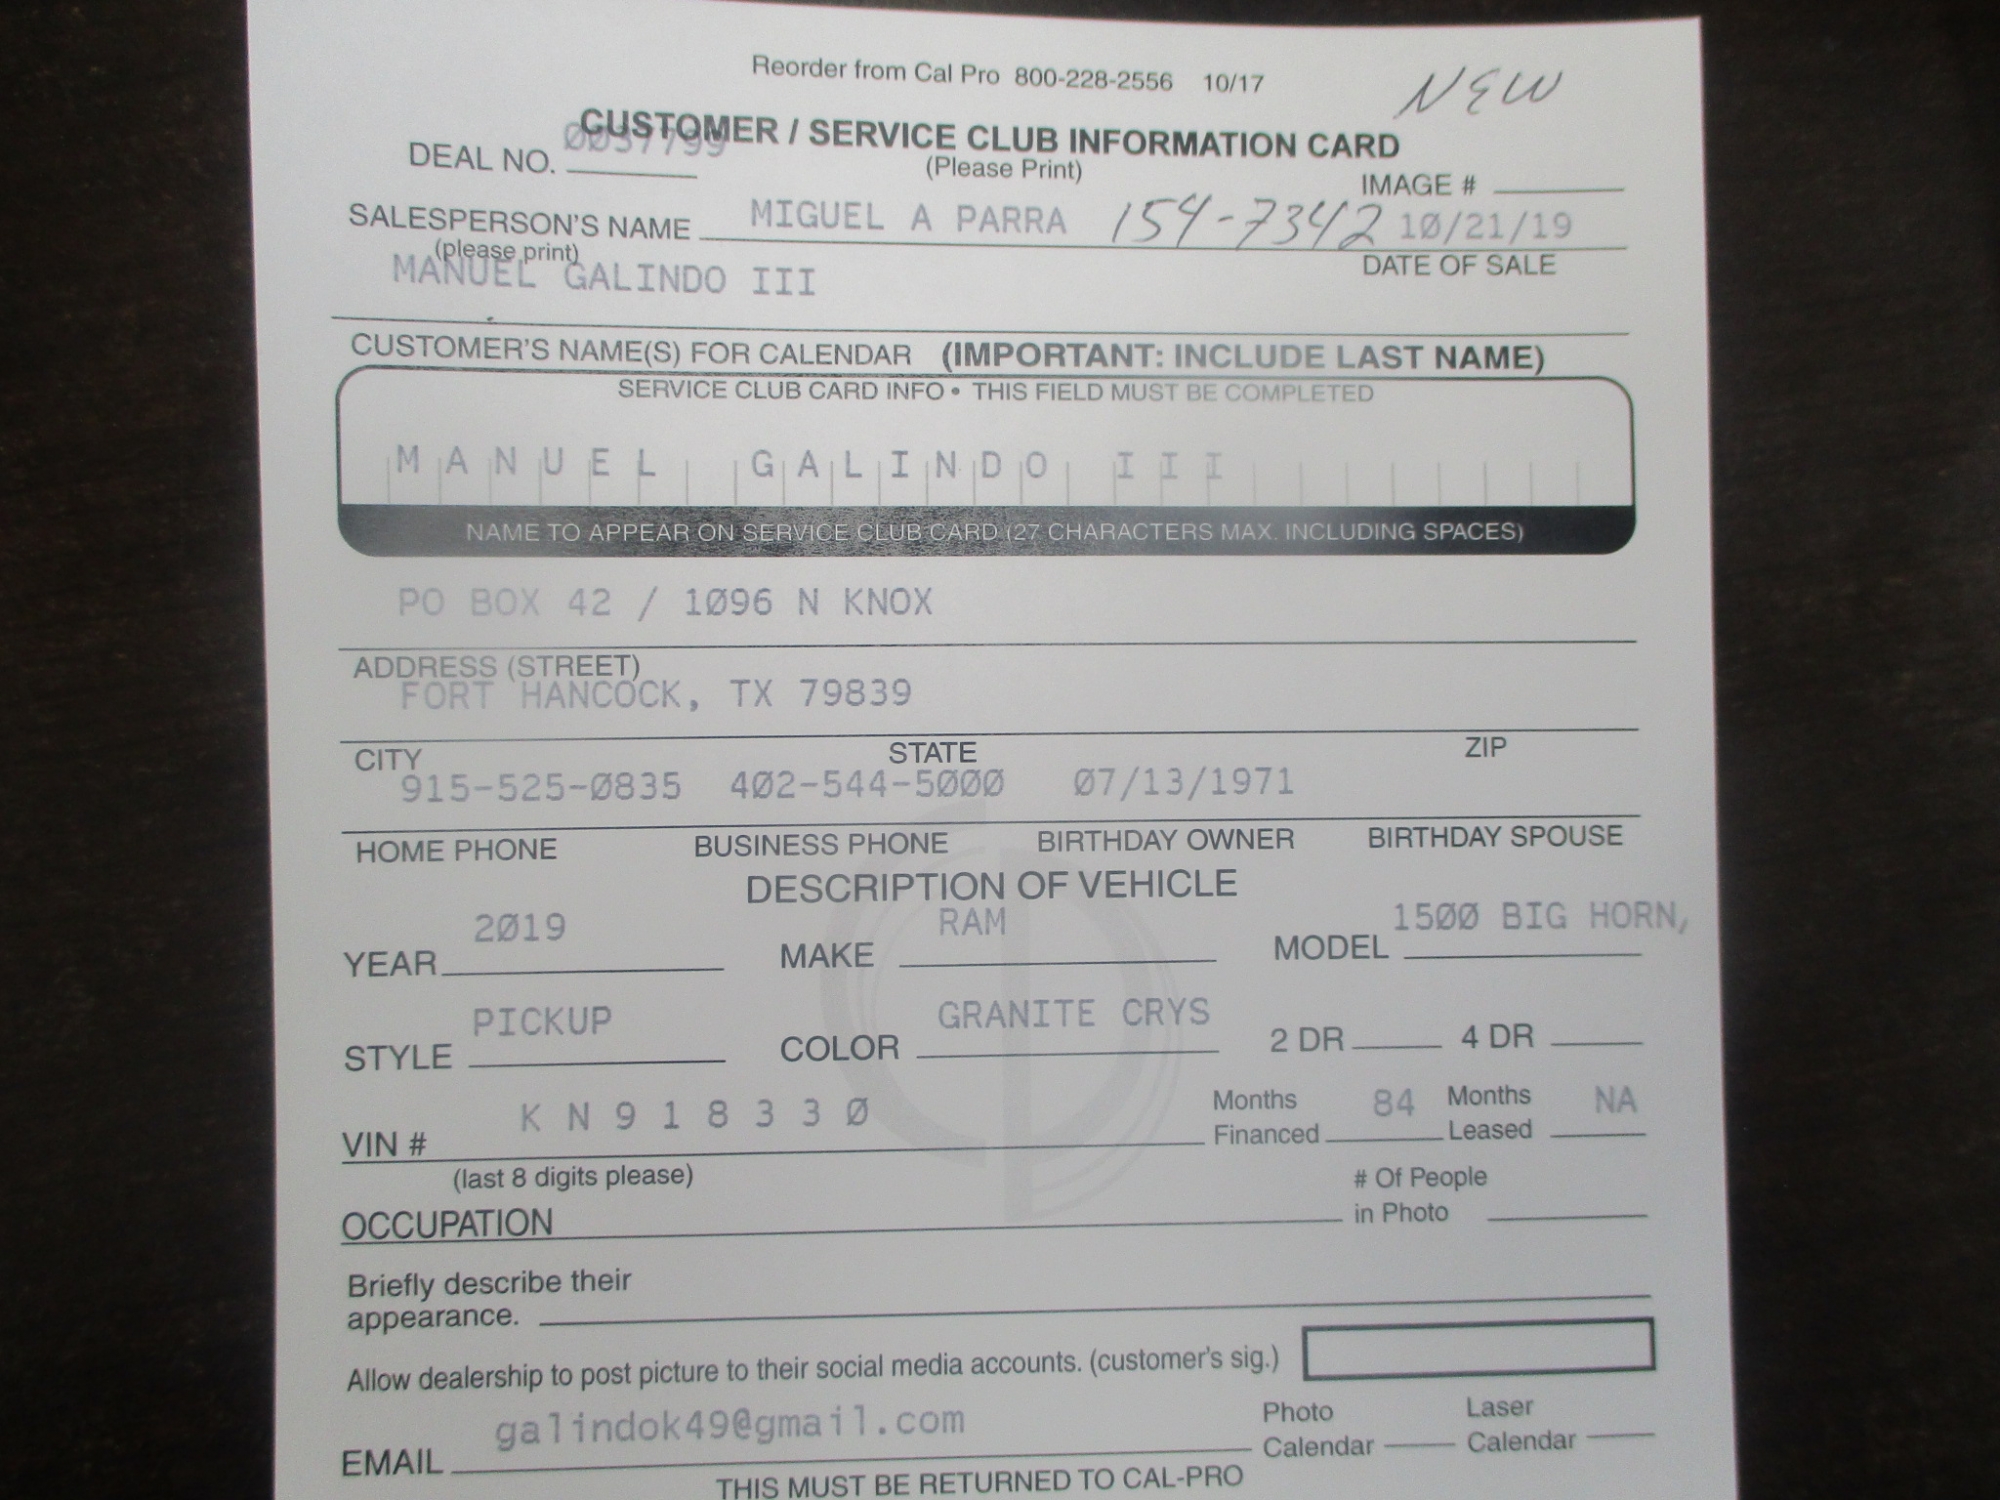 Reorder from Cal Pro 800-228-2556 10/17
NEW
CUSTOMER / SERVICE CLUB INFORMATION CARD
(Please Print)
DEAL NO. 0037799
IMAGE #
SALESPERSON'S NAME MIGUEL A PARRA 154-7342 10/21/19
(please print)
DATE OF SALE
MANUEL GALINDO III
CUSTOMER'S NAME(S) FOR CALENDAR (IMPORTANT: INCLUDE LAST NAME)
SERVICE CLUB CARD INFO • THIS FIELD MUST BE COMPLETED
MANUEL GALINDO III
NAME TO APPEAR ON SERVICE CLUB CARD (27 CHARACTERS MAX. INCLUDING SPACES)
PO BOX 42 / 1096 N KNOX
ADDRESS (STREET)
FORT HANCOCK, TX 79839
CITY STATE ZIP
915-525-0835 402-544-5000 07/13/1971
HOME PHONE BUSINESS PHONE BIRTHDAY OWNER BIRTHDAY SPOUSE
DESCRIPTION OF VEHICLE
YEAR 2019 MAKE RAM MODEL 1500 BIG HORN,
STYLE PICKUP COLOR GRANITE CRYS 2 DR 4 DR
VIN # KN918330 Months Financed 84 Months Leased NA
(last 8 digits please)
OCCUPATION # Of People in Photo
Briefly describe their
appearance.
Allow dealership to post picture to their social media accounts. (customer's sig.)
EMAIL galindok49@gmail.com Photo Calendar Laser Calendar
THIS MUST BE RETURNED TO CAL-PRO